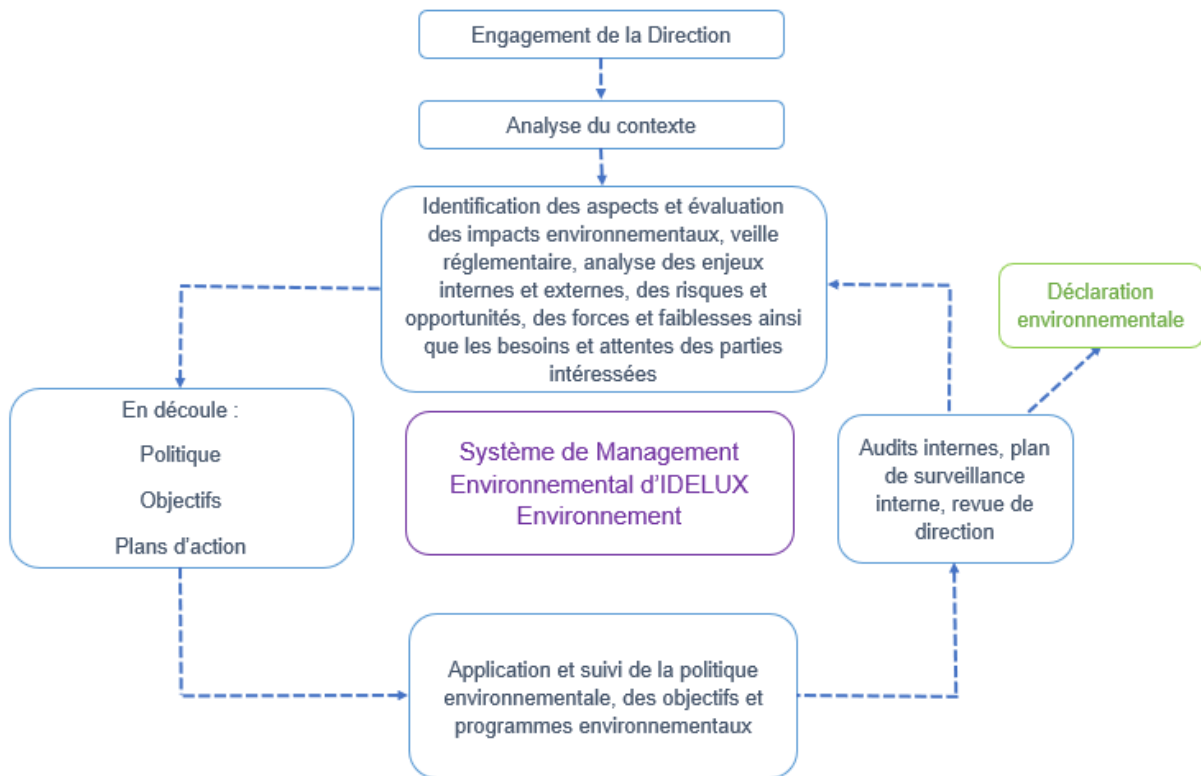 Engagement de la Direction
Analyse du contexte
Identification des aspects et évaluation
des impacts environnementaux, veille
réglementaire, analyse des enjeux
internes et externes, des risques et
opportunités, des forces et faiblesses ainsi
que les besoins et attentes des parties
intéressées
Déclaration
environnementale
En découle :
Politique
Objectifs
Plans d'action
Système de Management
Environnemental d'IDELUX
Environnement
Audits internes, plan
de surveillance
interne, revue de
direction
Application et suivi de la politique
environnementale, des objectifs et
programmes environnementaux